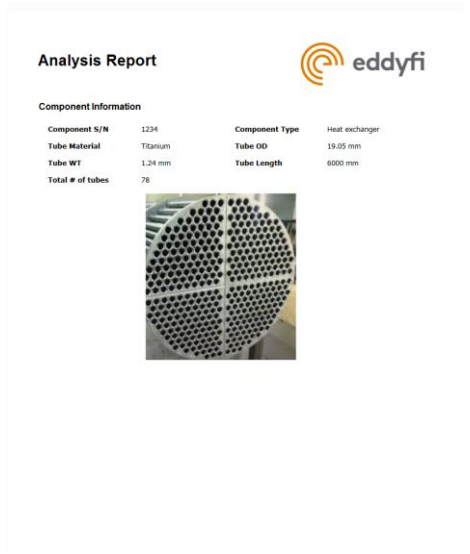 Analysis Report
eddyfi
Component Information
Component S/N 1234 Component Type Heat exchanger
Tube Material Titanium Tube OD 19.05 mm
Tube WT 1.24 mm Tube Length 6000 mm
Total # of tubes 78